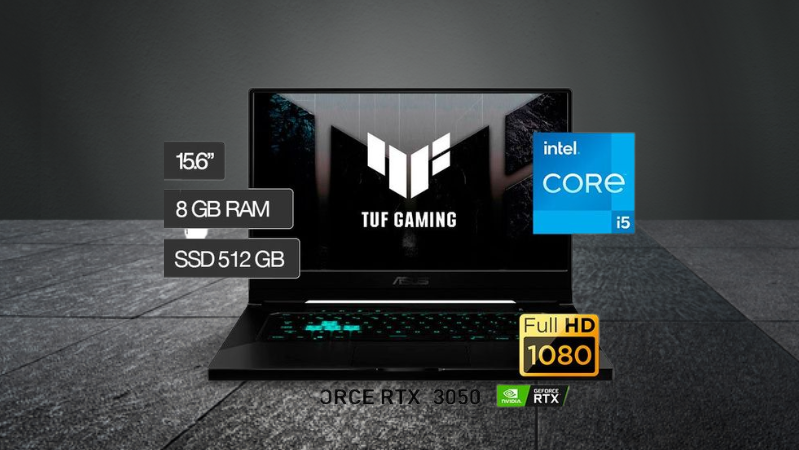 15.6”
8 GB RAM
SSD 512 GB
TUF GAMING
ASUS
intel.
CORE™
i5
Full HD
1080
ORCE RTX 3050
NVIDIA
GEFORCE
RTX